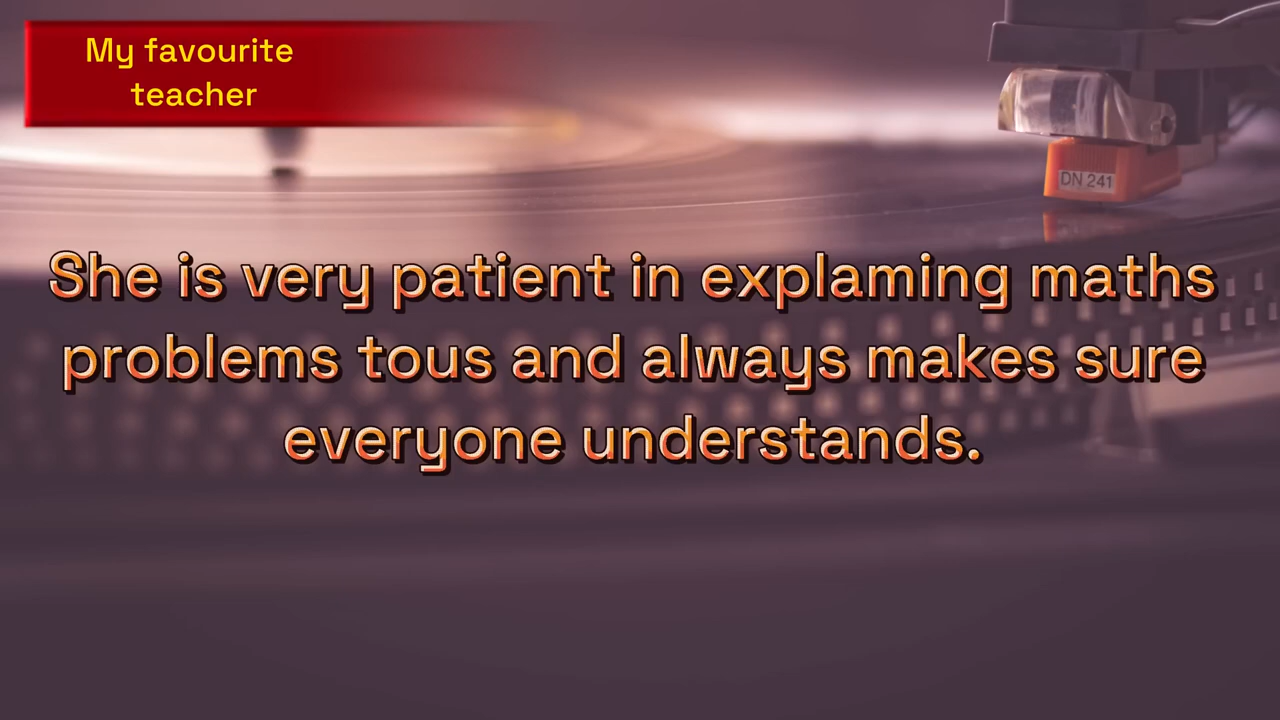 My favourite
teacher
DN 241
She is very patient in explaming maths
problems tous and always makes sure
everyone understands.